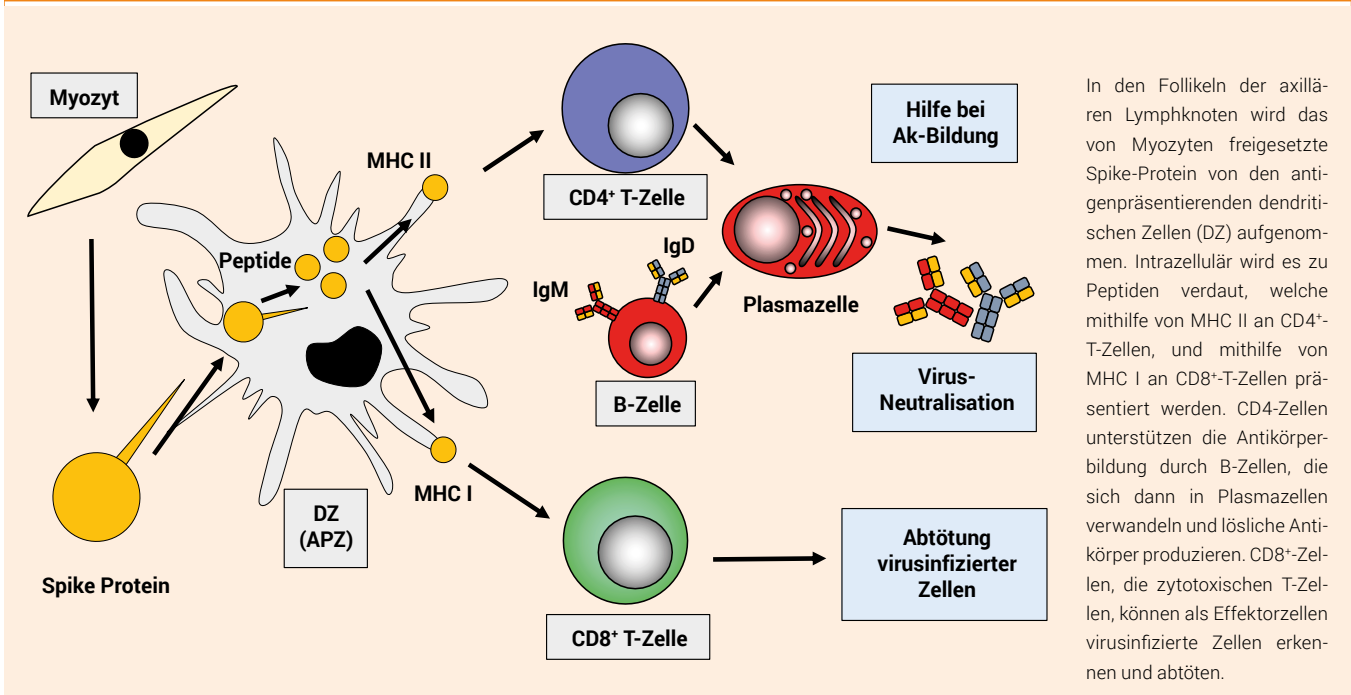 Myozyt
MHC II
Peptide
Spike Protein
DZ
(APZ)
MHC I
CD4⁺ T-Zelle
IgD
IgM
B-Zelle
CD8⁺ T-Zelle
Plasmazelle
Hilfe bei
Ak-Bildung
Virus-
Neutralisation
Abtötung
virusinfizierter
Zellen
In den Follikeln der axillä-
ren Lymphknoten wird das
von Myozyten freigesetzte
Spike-Protein von den anti-
genpräsentierenden dendriti-
schen Zellen (DZ) aufgenom-
men. Intrazellulär wird es zu
Peptiden verdaut, welche
mithilfe von MHC II an CD4⁺-
T-Zellen, und mithilfe von
MHC I an CD8⁺-T-Zellen prä-
sentiert werden. CD4-Zellen
unterstützen die Antikörper-
bildung durch B-Zellen, die
sich dann in Plasmazellen
verwandeln und lösliche Anti-
körper produzieren. CD8⁺-Zel-
len, die zytotoxischen T-Zel-
len, können als Effektorzellen
virusinfizierte Zellen erken-
nen und abtöten.